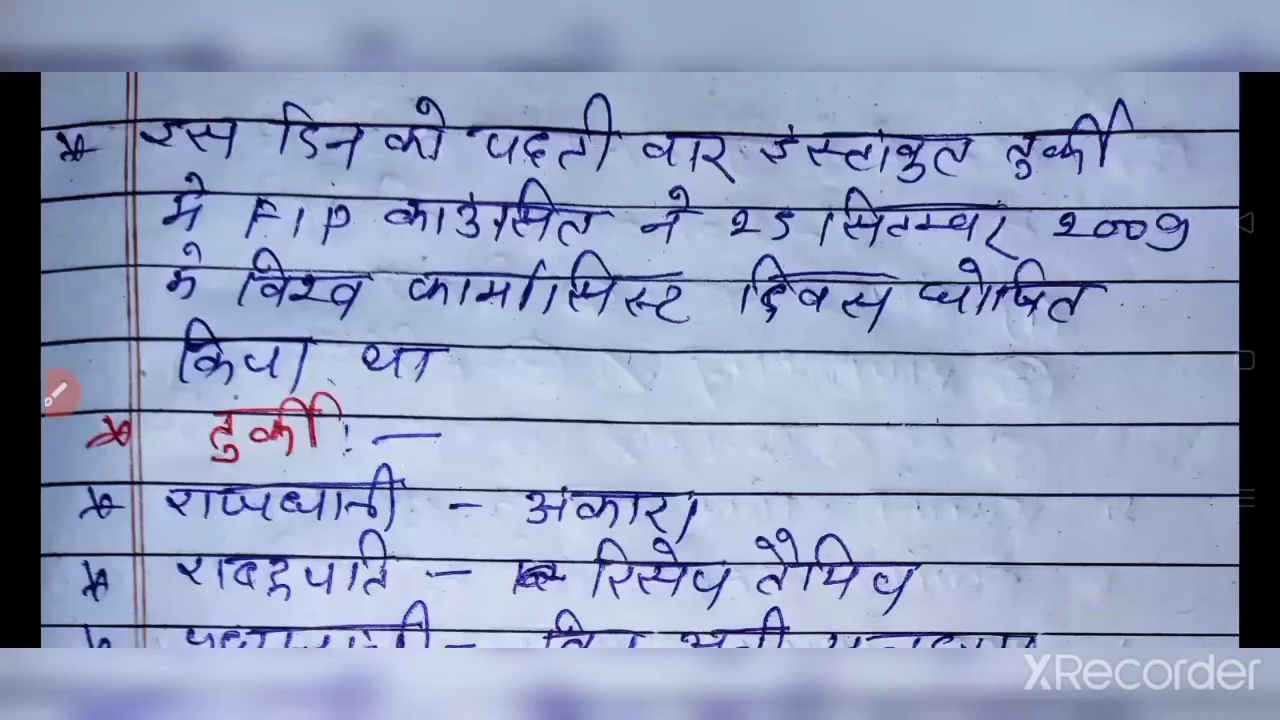 * इस दिन को पहली वार इंस्तांबुल तुर्की
मे FIP काउंसिल ने 25 सितम्बर 2009
मे विश्व फार्मासिस्ट दिवस घोषित
किया था
* तुर्की : —
* राजधानी - अंकारा
* राष्ट्रपति - रिसेप तैयिप
XRecorder